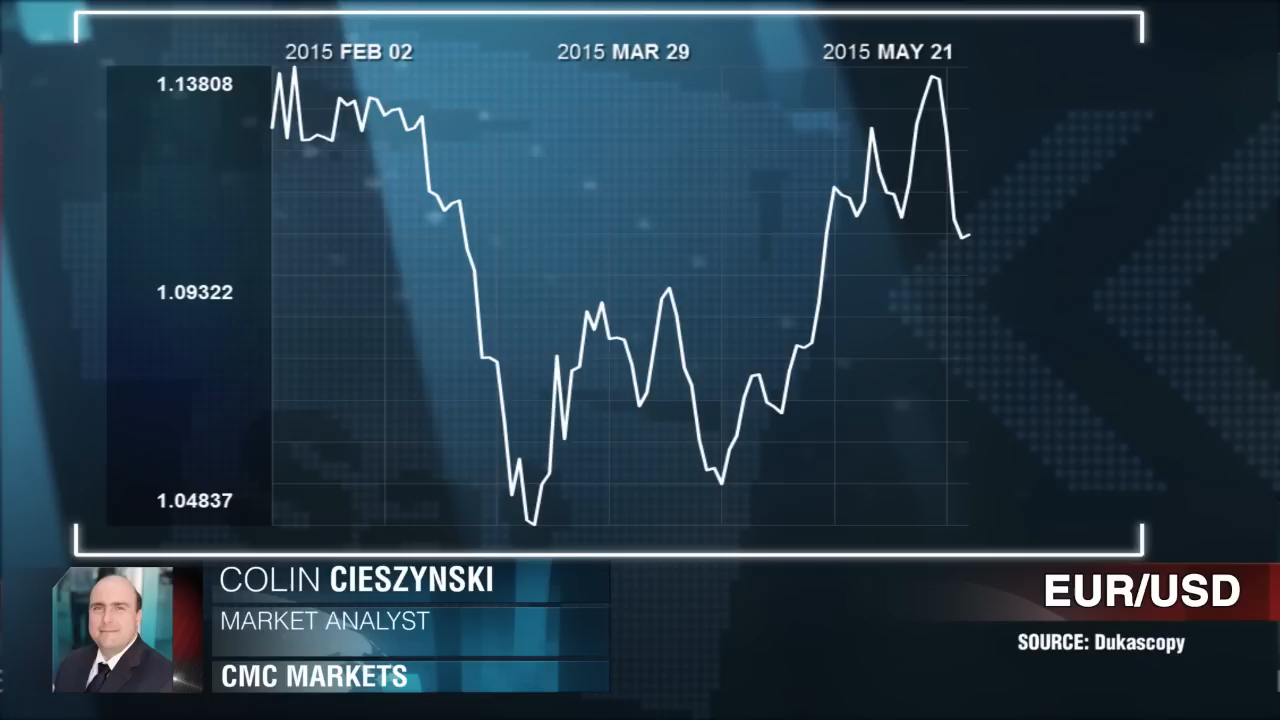 2015 FEB 02 2015 MAR 29 2015 MAY 21
1.13808
1.09322
1.04837
COLIN CIESZYNSKI
MARKET ANALYST
CMC MARKETS
EUR/USD
SOURCE: Dukascopy